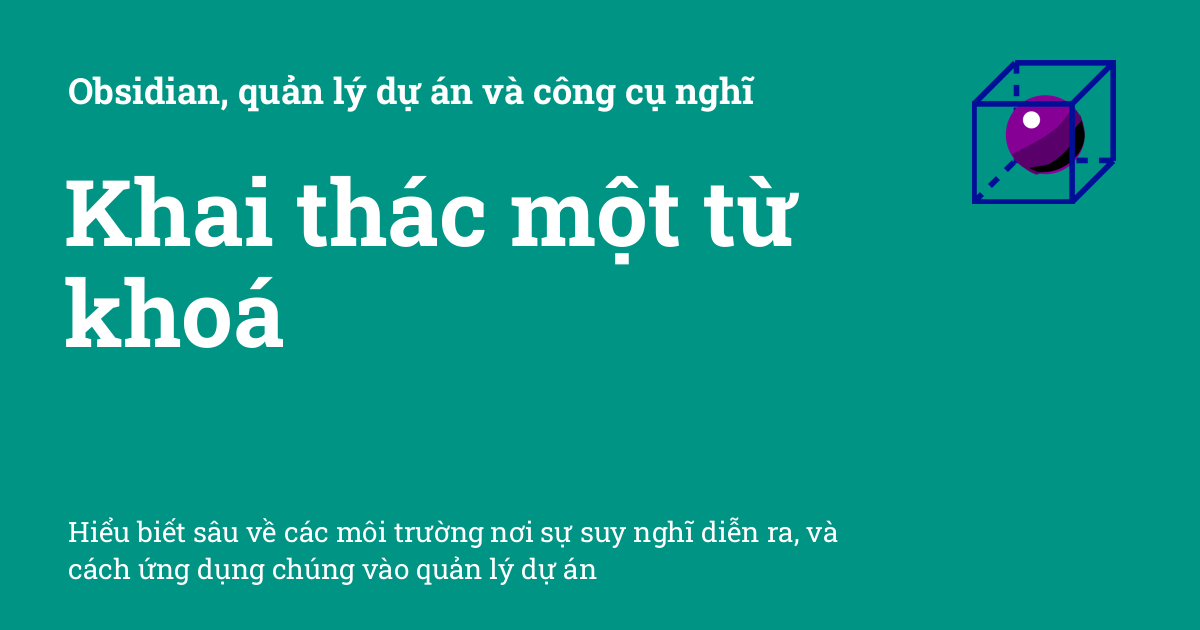 Obsidian, quản lý dự án và công cụ nghĩ
Khai thác một từ
khoá
Hiểu biết sâu về các môi trường nơi sự suy nghĩ diễn ra, và
cách ứng dụng chúng vào quản lý dự án